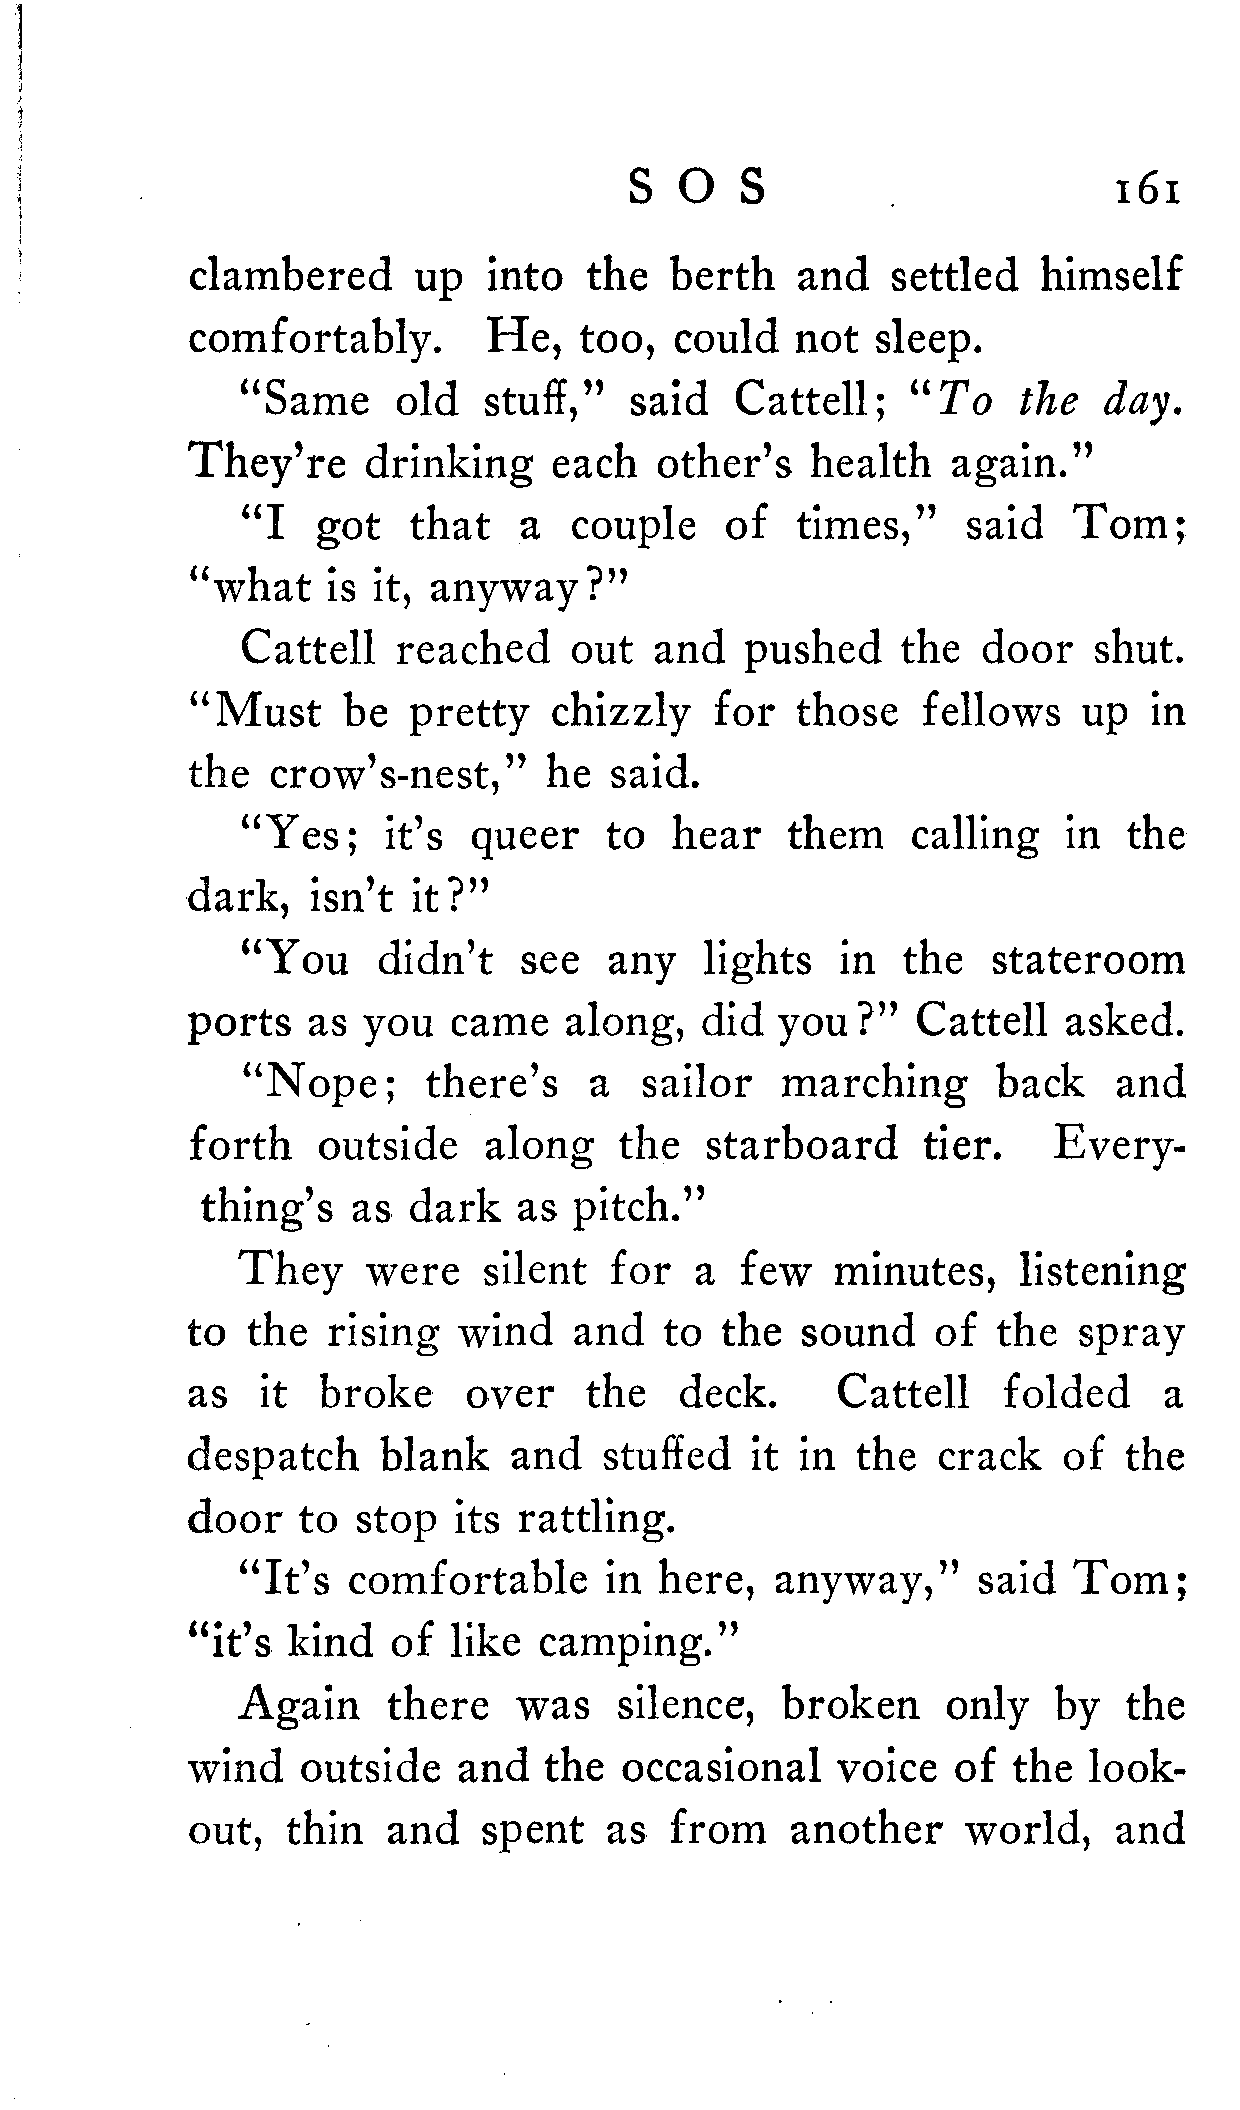 S O S 161
clambered up into the berth and settled himself
comfortably. He, too, could not sleep.
"Same old stuff," said Cattell; "To the day.
They're drinking each other's health again."
"I got that a couple of times," said Tom;
"what is it, anyway?"
Cattell reached out and pushed the door shut.
"Must be pretty chizzly for those fellows up in
the crow's-nest," he said.
"Yes; it's queer to hear them calling in the
dark, isn't it?"
"You didn't see any lights in the stateroom
ports as you came along, did you?" Cattell asked.
"Nope; there's a sailor marching back and
forth outside along the starboard tier. Every-
thing's as dark as pitch."
They were silent for a few minutes, listening
to the rising wind and to the sound of the spray
as it broke over the deck. Cattell folded a
despatch blank and stuffed it in the crack of the
door to stop its rattling.
"It's comfortable in here, anyway," said Tom;
"it's kind of like camping."
Again there was silence, broken only by the
wind outside and the occasional voice of the look-
out, thin and spent as from another world, and